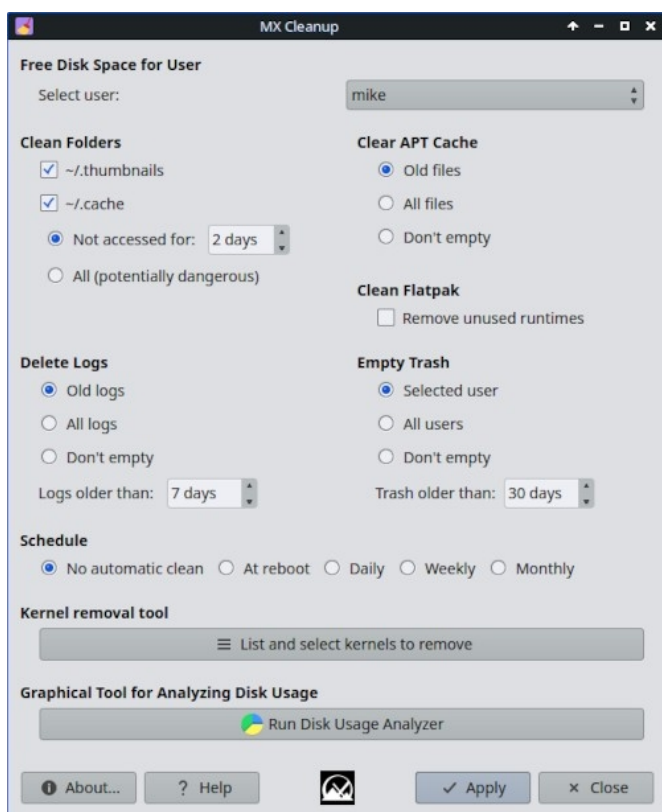 MX Cleanup
Free Disk Space for User
Select user: mike
Clean Folders
~/.thumbnails
~/.cache
Not accessed for: 2 days
All (potentially dangerous)
Clear APT Cache
Old files
All files
Don't empty
Clean Flatpak
Remove unused runtimes
Delete Logs
Old logs
All logs
Don't empty
Logs older than: 7 days
Empty Trash
Selected user
All users
Don't empty
Trash older than: 30 days
Schedule
No automatic clean At reboot Daily Weekly Monthly
Kernel removal tool
List and select kernels to remove
Graphical Tool for Analyzing Disk Usage
Run Disk Usage Analyzer
About... ? Help Apply Close